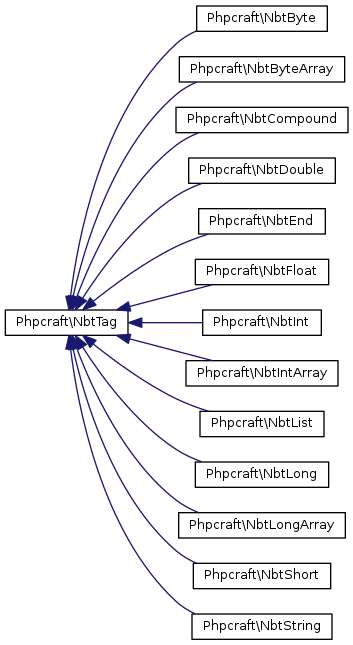 Phpcraft\NbtByte
Phpcraft\NbtByteArray
Phpcraft\NbtCompound
Phpcraft\NbtDouble
Phpcraft\NbtEnd
Phpcraft\NbtFloat
Phpcraft\NbtTag
Phpcraft\NbtInt
Phpcraft\NbtIntArray
Phpcraft\NbtList
Phpcraft\NbtLong
Phpcraft\NbtLongArray
Phpcraft\NbtShort
Phpcraft\NbtString